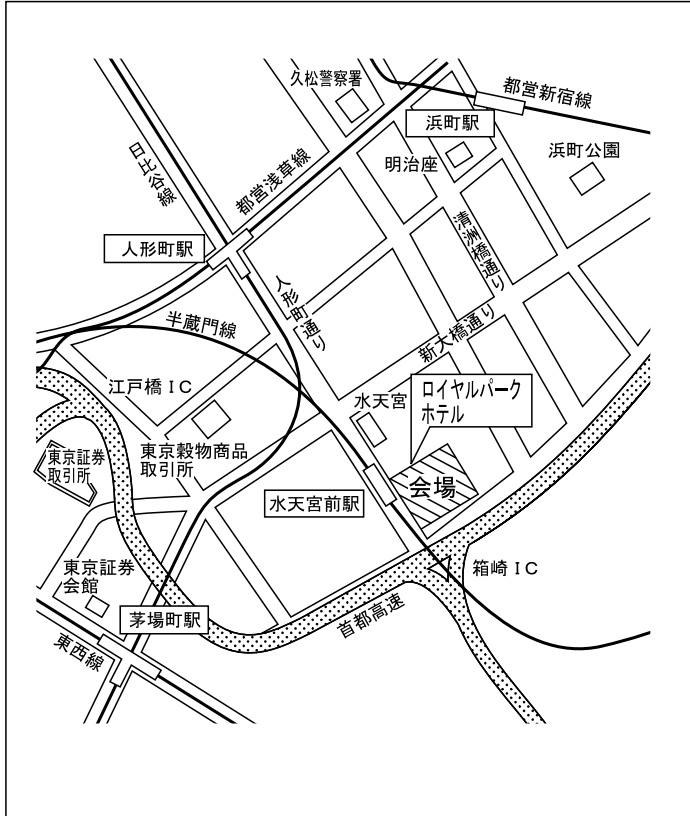 久松警察署
都営新宿線
浜町駅
日比谷線
明治座
浜町公園
都営浅草線
清洲橋通り
人形町駅
人形町通り
半蔵門線
新大橋通り
江戸橋IC
水天宮
ロイヤルパーク
ホテル
東京穀物商品
取引所
東京証券
取引所
会場
水天宮前駅
東京証券
会館
箱崎IC
茅場町駅
首都高速
東西線